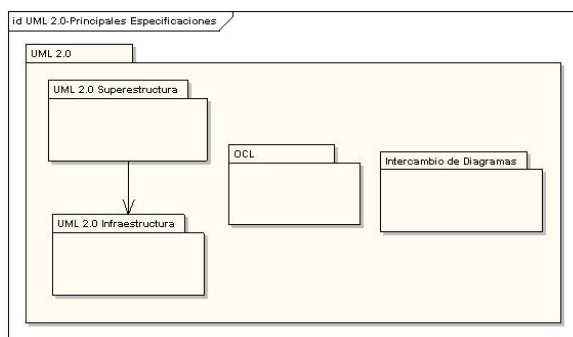 id UML 2.0-Principales Especificaciones
UML 2.0
UML 2.0 Superestructura
OCL
Intercambio de Diagramas
UML 2.0 Infraestructura